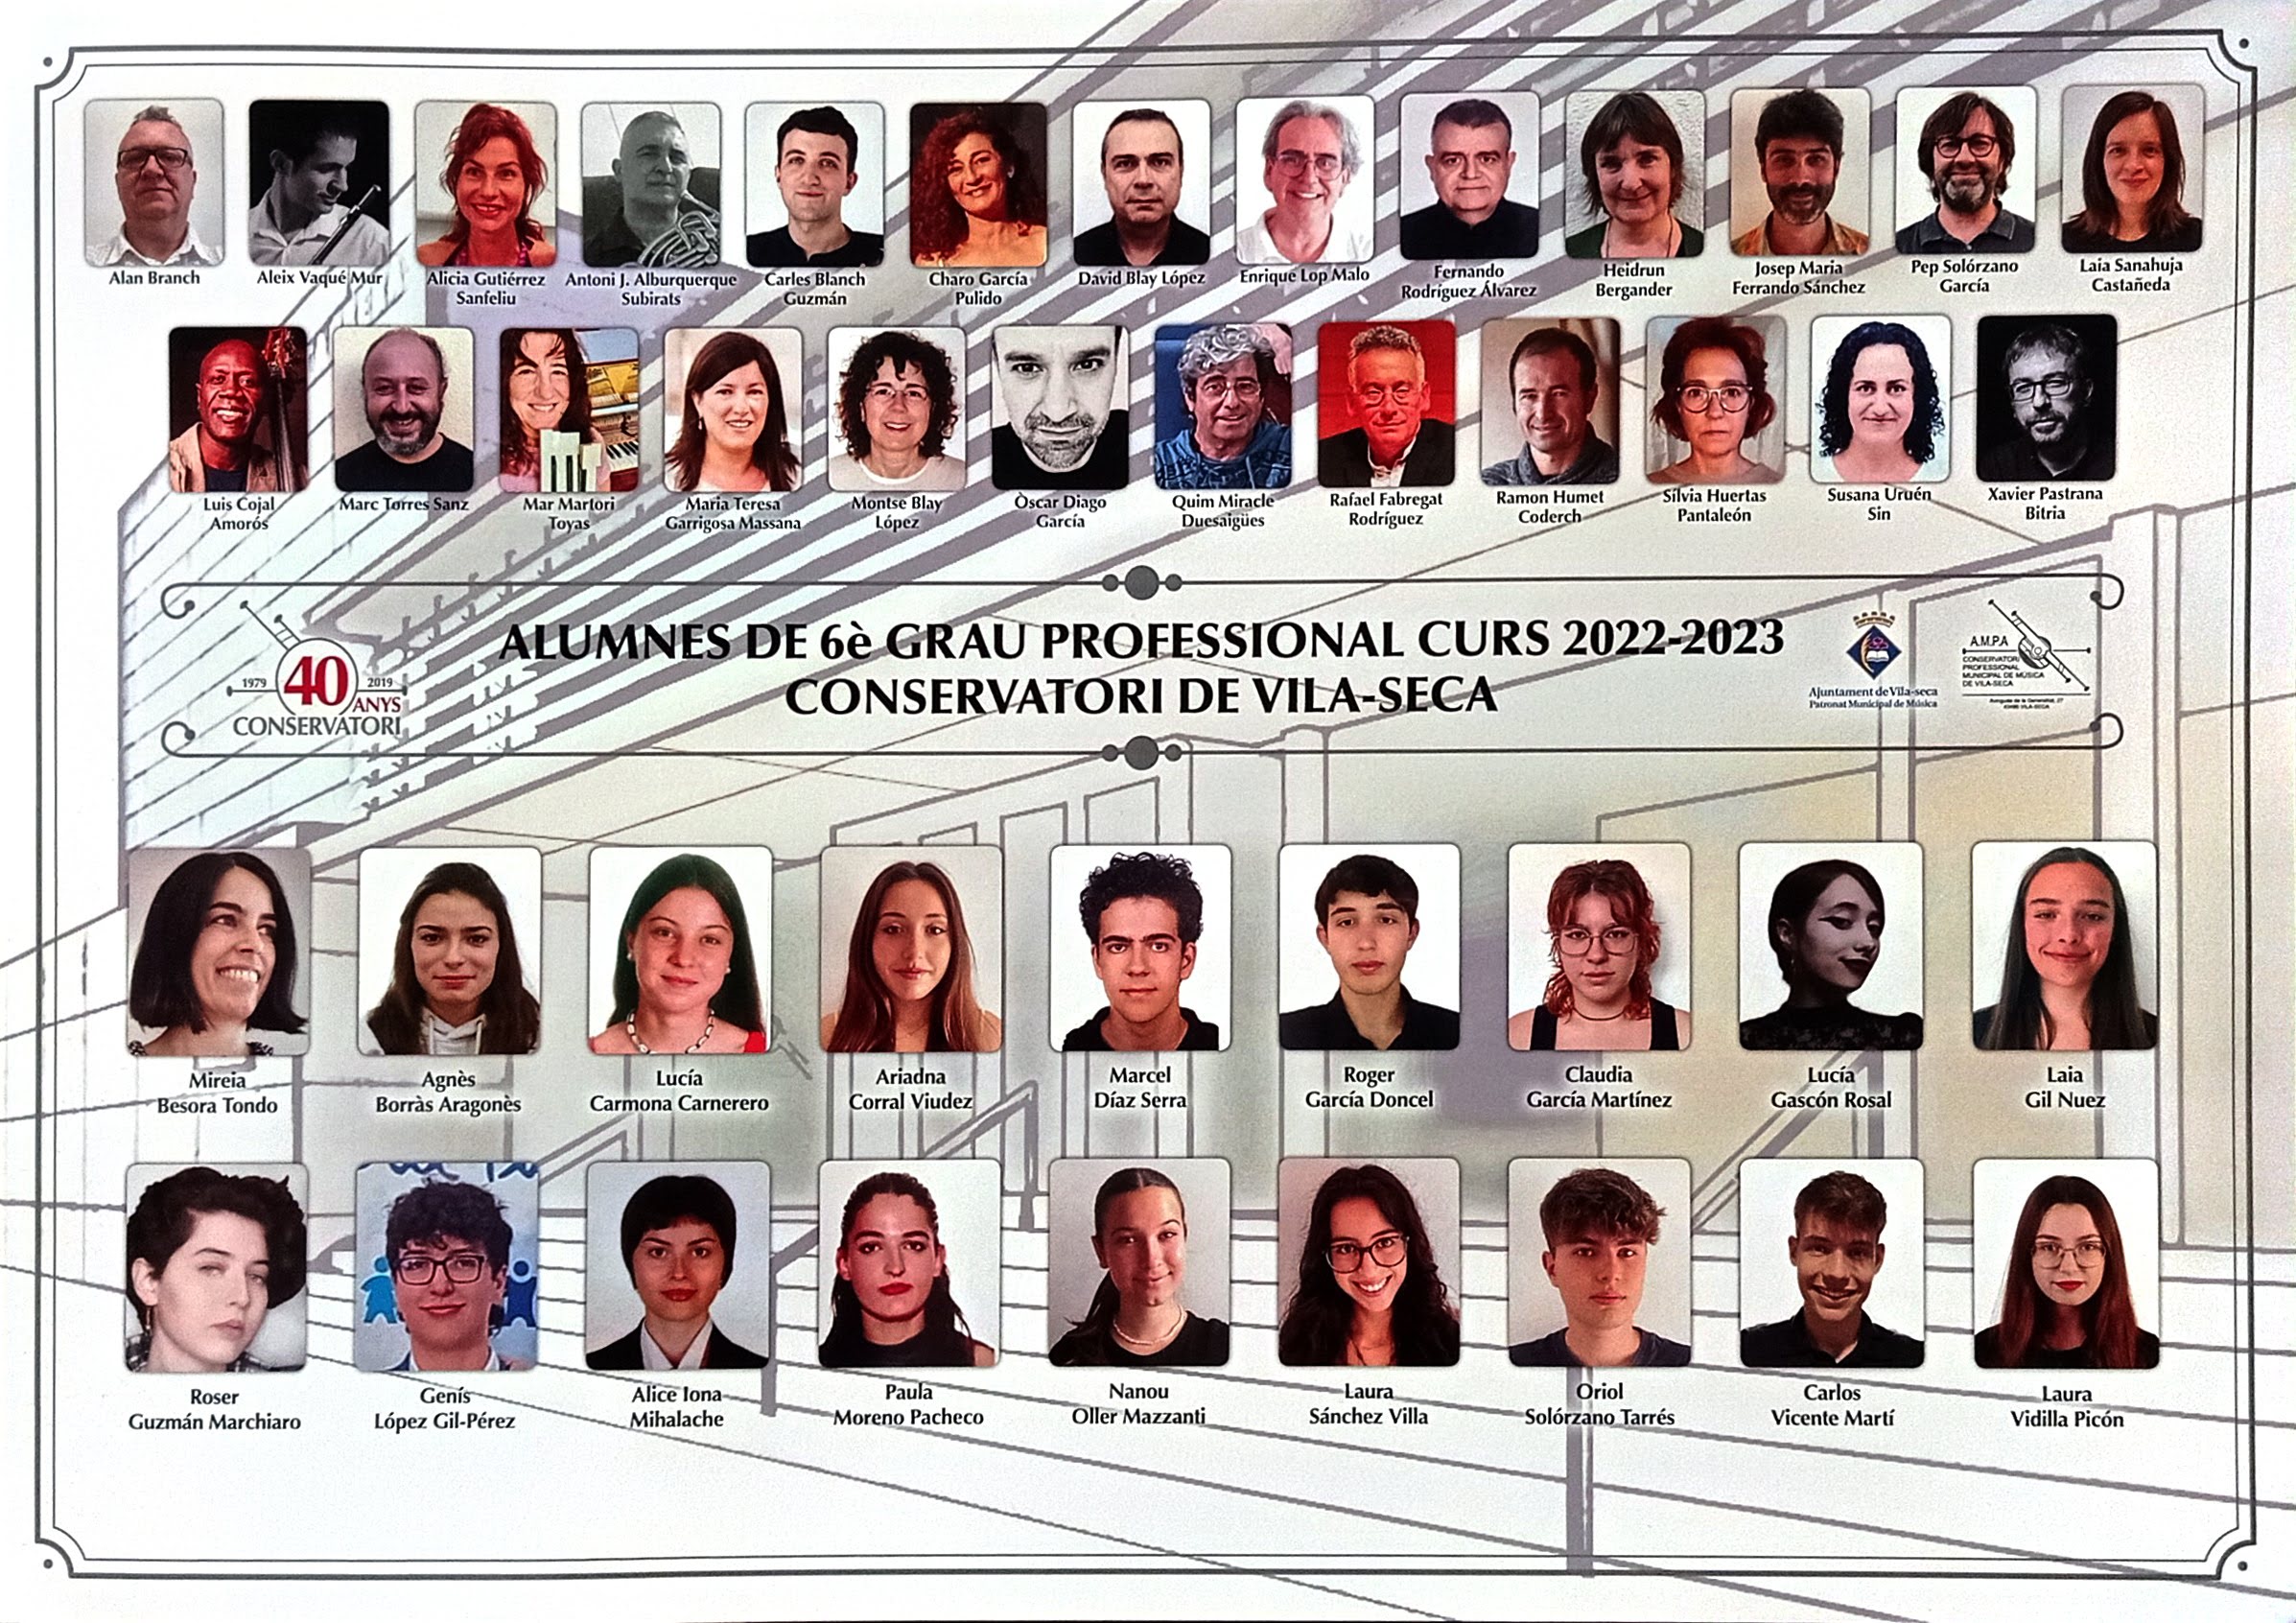 Alan Branch
Aleix Vaqué Mur
Alicia Gutiérrez
Sanfeliu
Antoni J. Alburquerque
Subirats
Carles Blanch
Guzmán
Charo García
Pulido
David Blay López
Enrique Lop Malo
Fernando
Rodríguez Álvarez
Heidrun
Bergander
Josep Maria
Ferrando Sánchez
Pep Solórzano
García
Laia Sanahuja
Castañeda
Luis Cojal
Amorós
Marc Torres Sanz
Mar Martori
Toyas
Maria Teresa
Garrigosa Massana
Montse Blay
López
Òscar Diago
García
Quim Miracle
Duesaigües
Rafael Fabregat
Rodríguez
Ramon Humet
Coderch
Sílvia Huertas
Pantaleón
Susana Uruén
Sin
Xavier Pastrana
Bitria
1979 40 2019
ANYS
CONSERVATORI
ALUMNES DE 6è GRAU PROFESSIONAL CURS 2022-2023
CONSERVATORI DE VILA-SECA
Ajuntament de Vila-seca
Patronat Municipal de Música
A.M.P.A
CONSERVATORI
PROFESSIONAL
MUNICIPAL DE MÚSICA
DE VILA-SECA
Mireia
Besora Tondo
Agnès
Borràs Aragonès
Lucía
Carmona Carnerero
Ariadna
Corral Viudez
Marcel
Díaz Serra
Roger
García Doncel
Claudia
García Martínez
Lucía
Gascón Rosal
Laia
Gil Nuez
Roser
Guzmán Marchiaro
Genís
López Gil-Pérez
Alice Iona
Mihalache
Paula
Moreno Pacheco
Nanou
Oller Mazzanti
Laura
Sánchez Villa
Oriol
Solórzano Tarrés
Carlos
Vicente Martí
Laura
Vidilla Picón